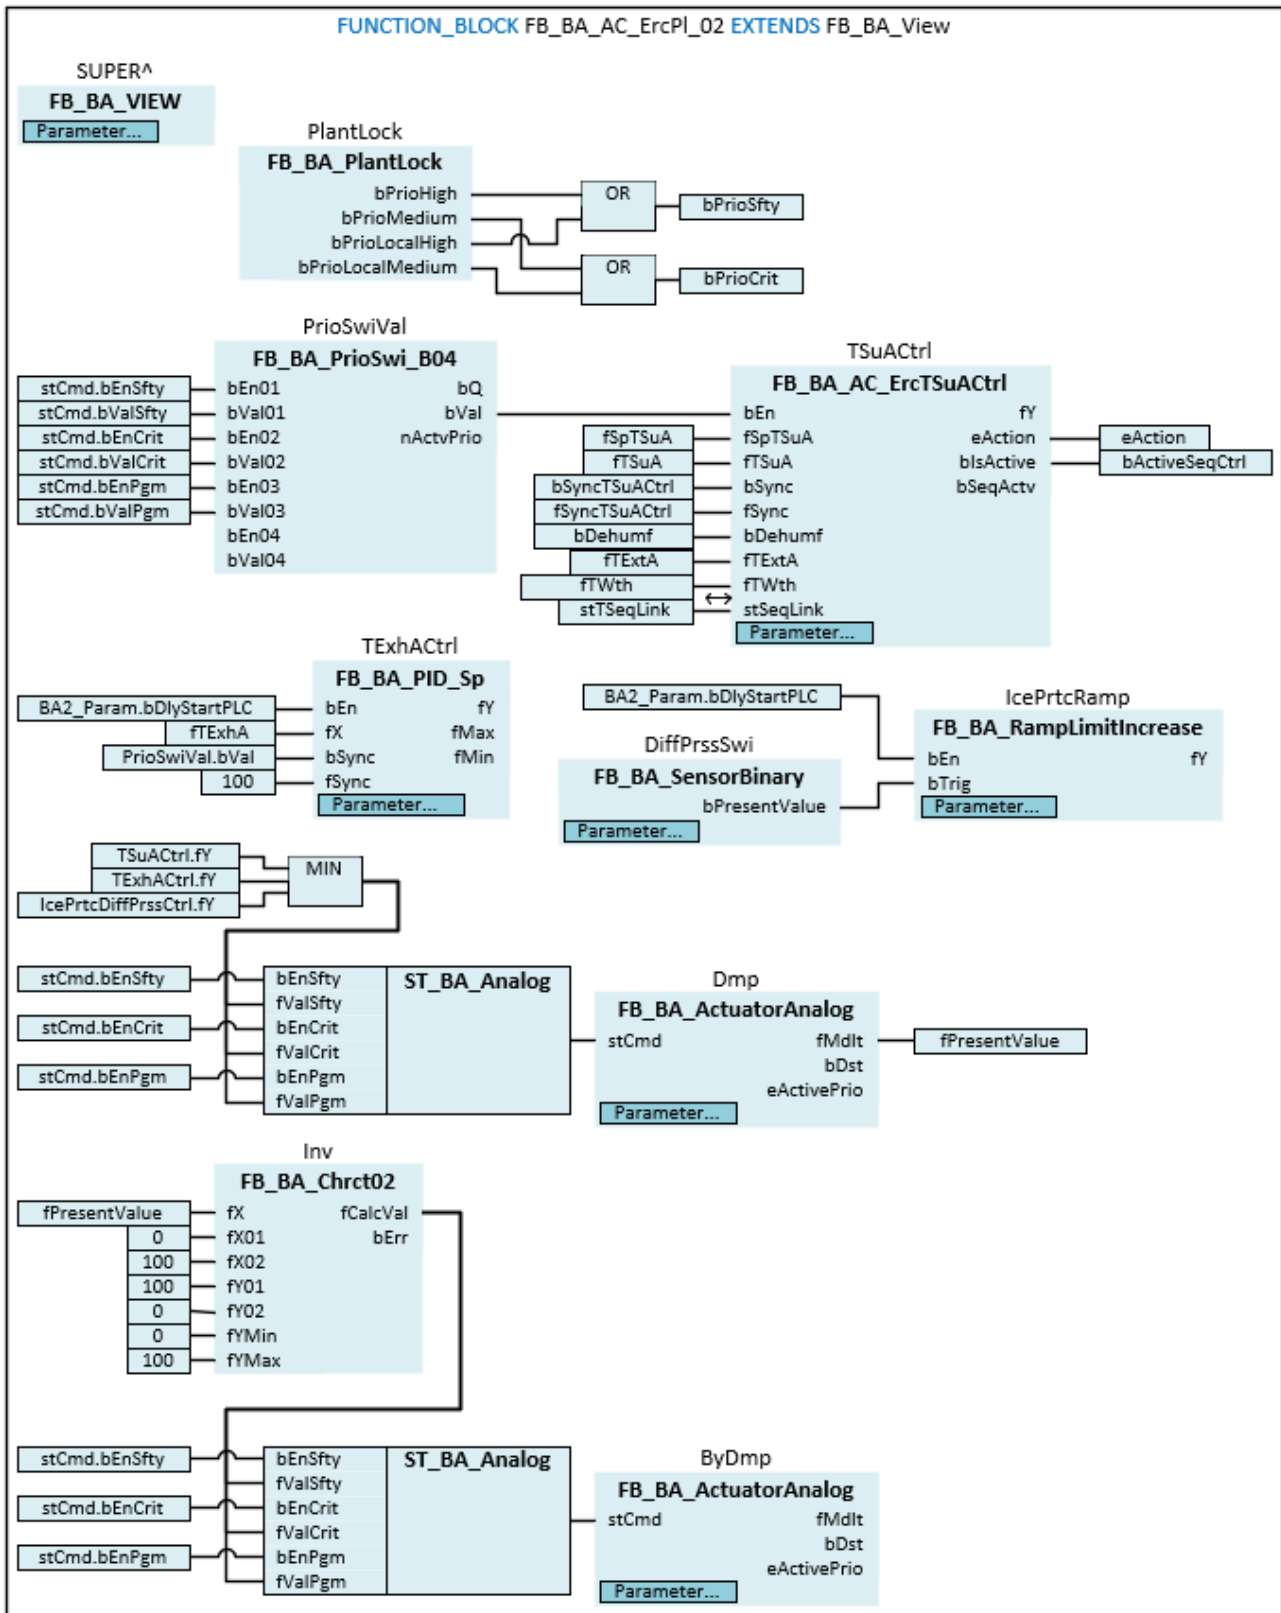 FUNCTION_BLOCK FB_BA_AC_ErcPl_02 EXTENDS FB_BA_View
SUPER^
FB_BA_VIEW
Parameter...
PlantLock
FB_BA_PlantLock
bPrioHigh
bPrioMedium
bPrioLocalHigh
bPrioLocalMedium
OR
bPrioSfty
OR
bPrioCrit
PrioSwiVal
FB_BA_PrioSwi_B04
stCmd.bEnSfty bEn01 bQ
stCmd.bValSfty bVal01 bVal
stCmd.bEnCrit bEn02 nActvPrio
stCmd.bValCrit bVal02
stCmd.bEnPgm bEn03
stCmd.bValPgm bVal03
bEn04
bVal04
TSuACtrl
FB_BA_AC_ErcTSuACtrl
bEn fY
fSpTSuA fSpTSuA eAction eAction
fTSuA fTSuA bIsActive bActiveSeqCtrl
bSyncTSuACtrl bSync bSeqActv
fSyncTSuACtrl fSync
bDehumf bDehumf
fTExtA fTExtA
fTWth fTWth
stTSeqLink stSeqLink
Parameter...
TExhACtrl
FB_BA_PID_Sp
BA2_Param.bDlyStartPLC bEn fY
fTExhA fX fMax
PrioSwiVal.bVal bSync fMin
100 fSync
Parameter...
BA2_Param.bDlyStartPLC
DiffPrssSwi
FB_BA_SensorBinary
bPresentValue
Parameter...
IcePrtcRamp
FB_BA_RampLimitIncrease
bEn fY
bTrig
Parameter...
TSuACtrl.fY
TExhACtrl.fY
IcePrtcDiffPrssCtrl.fY
MIN
stCmd.bEnSfty bEnSfty ST_BA_Analog
fValSfty
stCmd.bEnCrit bEnCrit
fValCrit
stCmd.bEnPgm bEnPgm
fValPgm
Dmp
FB_BA_ActuatorAnalog
stCmd fMdlt fPresentValue
bDst
eActivePrio
Parameter...
Inv
FB_BA_Chrct02
fPresentValue fX fCalcVal
0 fX01 bErr
100 fX02
100 fY01
0 fY02
0 fYMin
100 fYMax
stCmd.bEnSfty bEnSfty ST_BA_Analog
fValSfty
stCmd.bEnCrit bEnCrit
fValCrit
stCmd.bEnPgm bEnPgm
fValPgm
ByDmp
FB_BA_ActuatorAnalog
stCmd fMdlt
bDst
eActivePrio
Parameter...